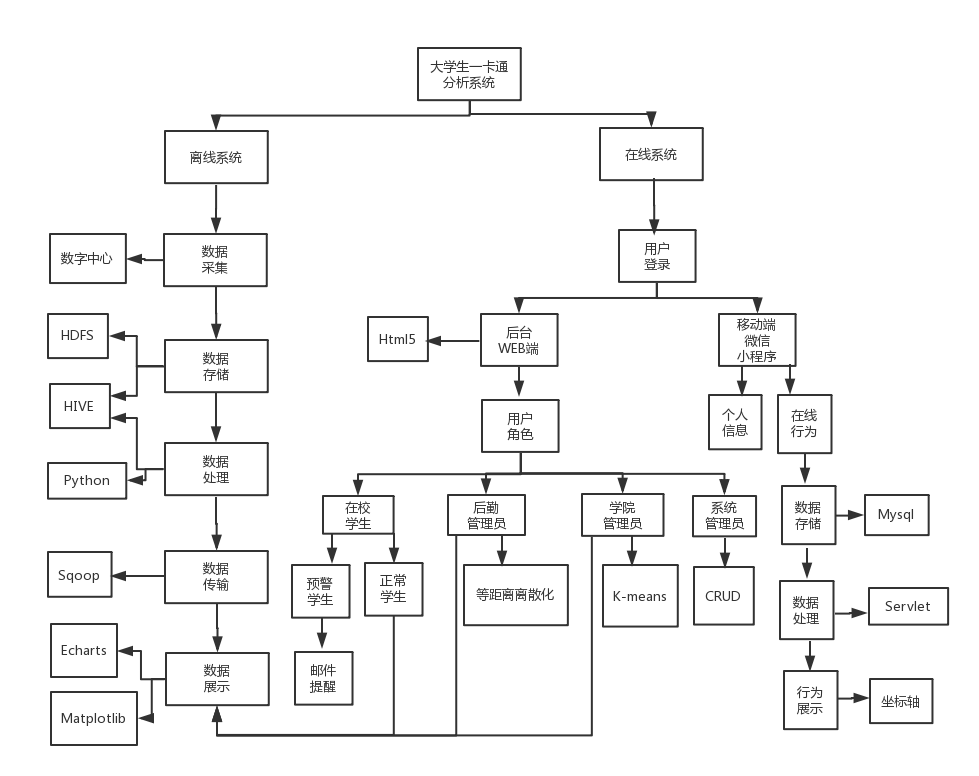 大学生一卡通
分析系统
离线系统
在线系统
数字中心
数据
采集
用户
登录
HDFS
数据
存储
HIVE
Html5
后台
WEB端
移动端
微信
小程序
用户
角色
个人
信息
在线
行为
Python
数据
处理
在校
学生
后勤
管理员
学院
管理员
系统
管理员
数据
存储
Mysql
Sqoop
数据
传输
预警
学生
正常
学生
等距离离散化
K-means
CRUD
数据
处理
Servlet
Echarts
Matplotlib
数据
展示
邮件
提醒
行为
展示
坐标轴